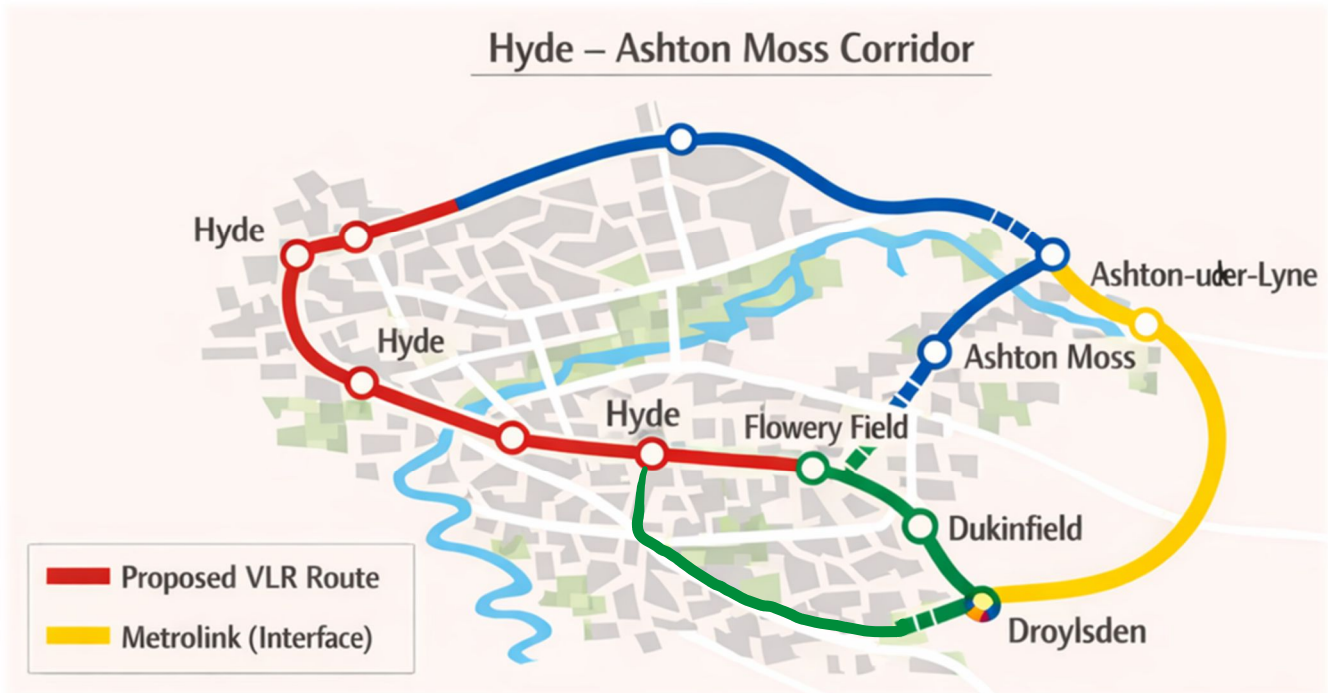 Hyde – Ashton Moss Corridor
Hyde
Ashton-uder-Lyne
Hyde
Ashton Moss
Hyde
Flowery Field
Dukinfield
Proposed VLR Route
Metrolink (Interface)
Droylsden